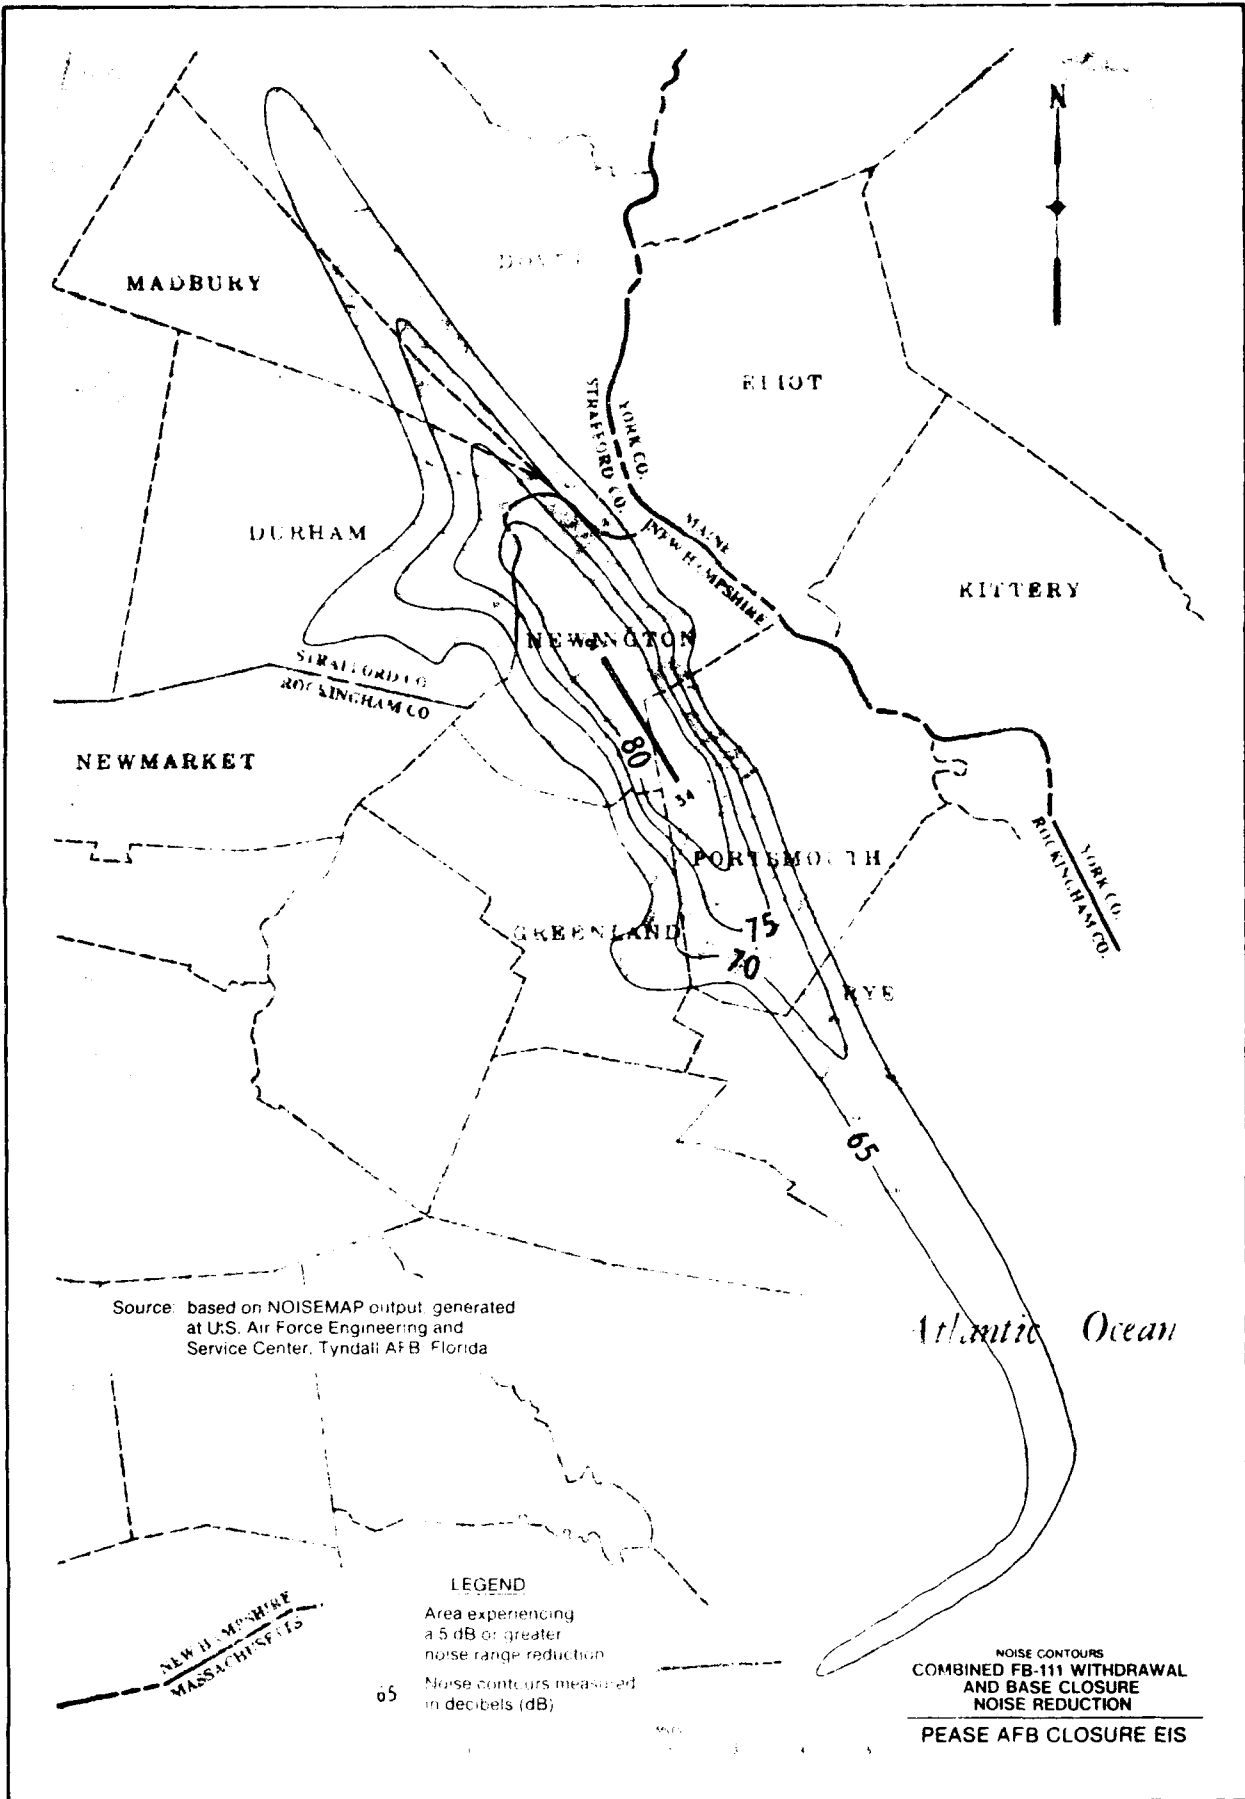 N
MADBURY
DOVER
ELIOT
STRAFFORD CO.
YORK CO.
DURHAM
MAINE
NEW HAMPSHIRE
KITTERY
NEWINGTON
STRAFFORD CO
ROCKINGHAM CO
NEWMARKET
80
34
PORTSMOUTH
GREENLAND
75
70
RYE
ROCKINGHAM CO.
YORK CO.
65
Source: based on NOISEMAP output generated
at U.S. Air Force Engineering and
Service Center, Tyndall AFB Florida
Atlantic Ocean
LEGEND
Area experiencing
a 5 dB or greater
noise range reduction
65 Noise contours measured
in decibels (dB)
NEW HAMPSHIRE
MASSACHUSETTS
NOISE CONTOURS
COMBINED FB-111 WITHDRAWAL
AND BASE CLOSURE
NOISE REDUCTION
PEASE AFB CLOSURE EIS